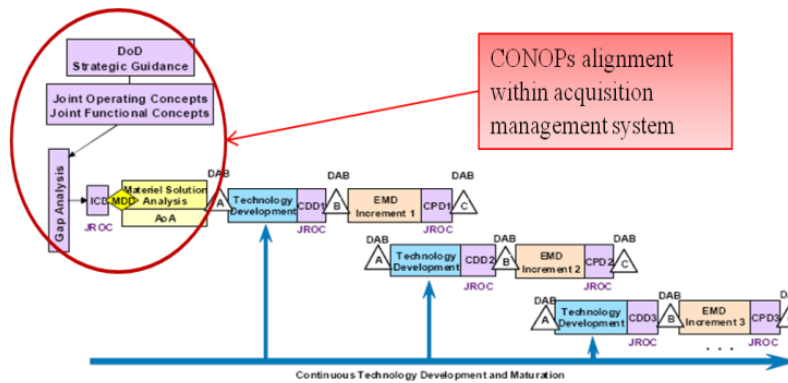 DoD
Strategic Guidance
CONOPs alignment
within acquisition
management system
Joint Operating Concepts
Joint Functional Concepts
Gap Analysis
ICD
JROC
MDD
Materiel Solution
Analysis
AoA
DAB
A
Technology
Development
CDD1
JROC
DAB
B
EMD
Increment 1
CPD1
JROC
DAB
C
DAB
A
Technology
Development
CDD2
JROC
DAB
B
EMD
Increment 2
CPD2
JROC
DAB
C
DAB
A
Technology
Development
CDD3
JROC
DAB
B
EMD
Increment 3
CPD3
JROC
DAB
. . .
Continuous Technology Development and Maturation